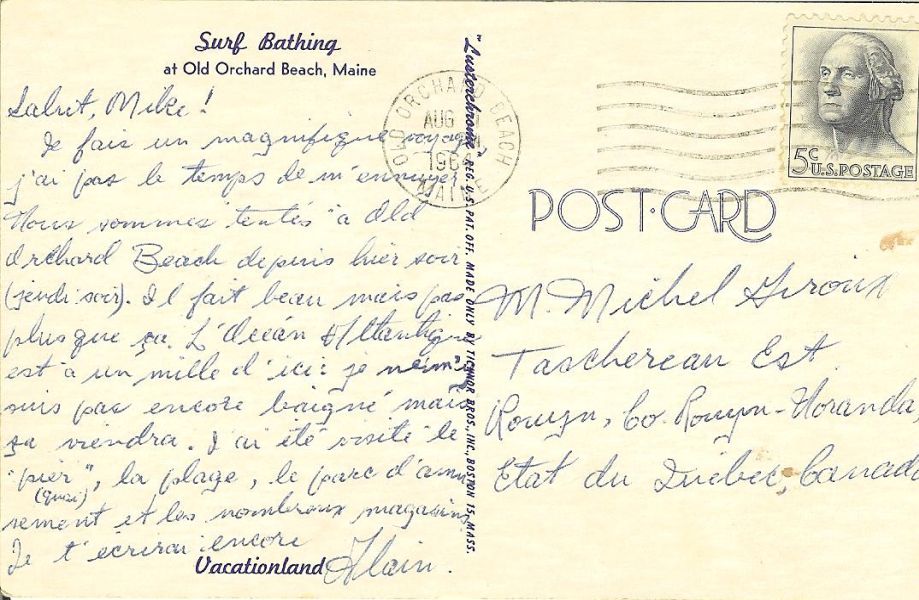 Surf Bathing
at Old Orchard Beach, Maine
Salut, Mike!
Je fais un magnifique voyage
j'ai pas le temps de m'ennuyer
Nous sommes "tentés" à Old
Orchard Beach depuis hier soir
(jeudi soir). Il fait beau mais pas
plus que ça. L'Océan Atlantique
est à un mille d'ici: je
suis pas encore baigné mais
ça viendra. J'ai été visité le
"pier", la plage, le parc d'amu
(quai)
sement et les nombreux magasins
Je t'écrirai encore
Alain.
Vacationland
"Lusterchrome" REG. U.S. PAT. OFF. MADE ONLY BY TICHNOR BROS., INC., BOSTON 15, MASS.
OLD ORCHARD BEACH
AUG
MAINE
5c
U.S. POSTAGE
POST·CARD
M. Michel Giroux
Taschereau Est
Rouyn, Co. Rouyn-Noranda
Etat du Québec, Canada